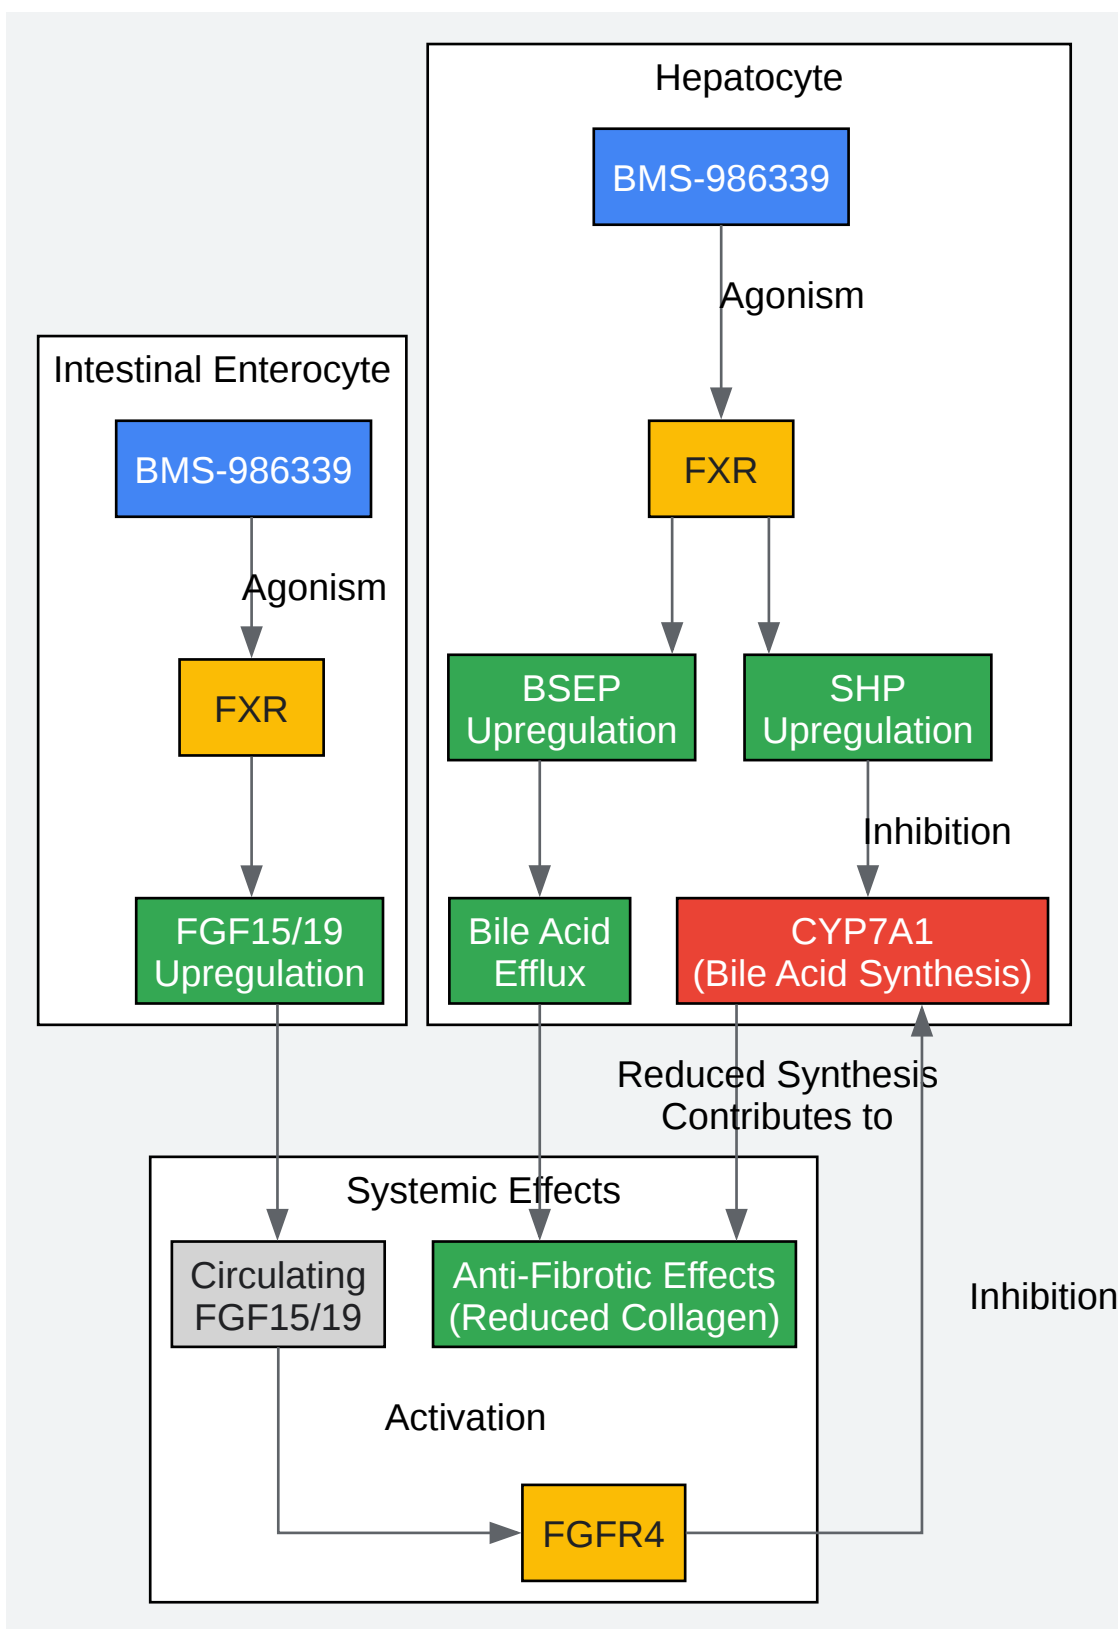 Hepatocyte
BMS-986339
Agonism
Intestinal Enterocyte
BMS-986339
FXR
Agonism
FXR
BSEP
Upregulation
SHP
Upregulation
Inhibition
FGF15/19
Upregulation
Bile Acid
Efflux
CYP7A1
(Bile Acid Synthesis)
Reduced Synthesis
Contributes to
Systemic Effects
Circulating
FGF15/19
Anti-Fibrotic Effects
(Reduced Collagen)
Inhibition
Activation
FGFR4